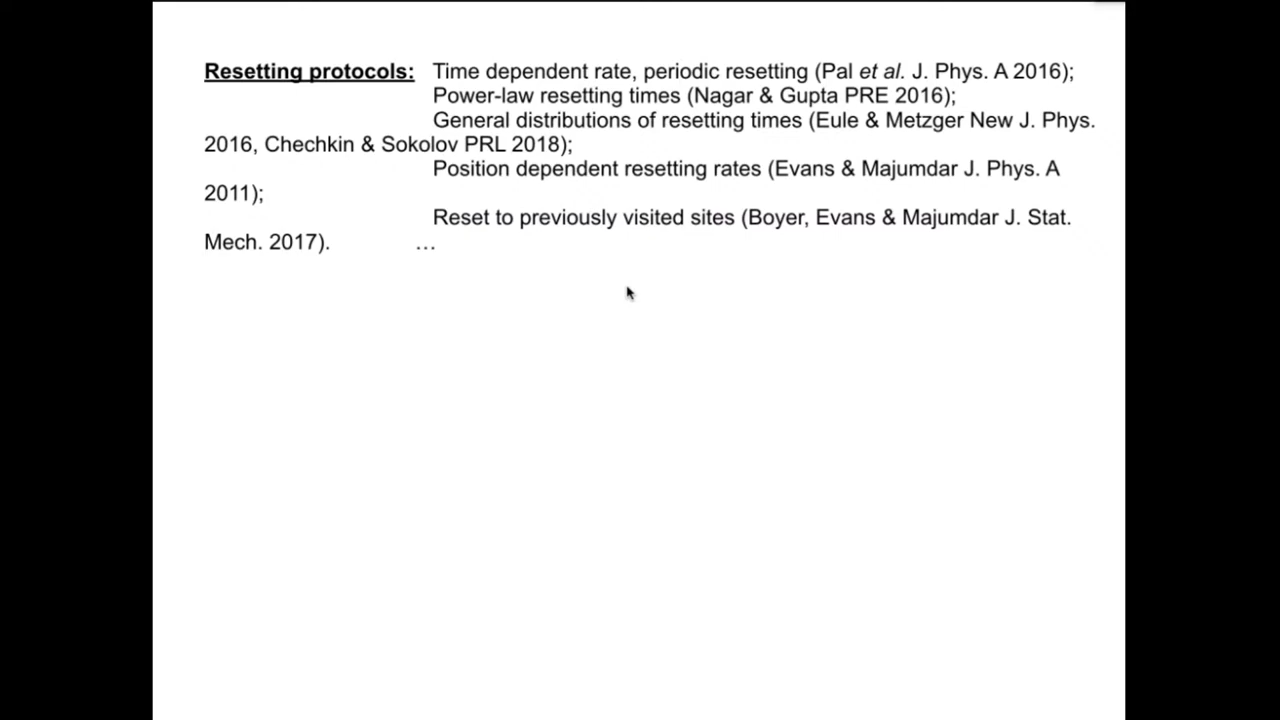 Resetting protocols: Time dependent rate, periodic resetting (Pal et al. J. Phys. A 2016);
Power-law resetting times (Nagar & Gupta PRE 2016);
General distributions of resetting times (Eule & Metzger New J. Phys.
2016, Chechkin & Sokolov PRL 2018);
Position dependent resetting rates (Evans & Majumdar J. Phys. A
2011);
Reset to previously visited sites (Boyer, Evans & Majumdar J. Stat.
Mech. 2017). …